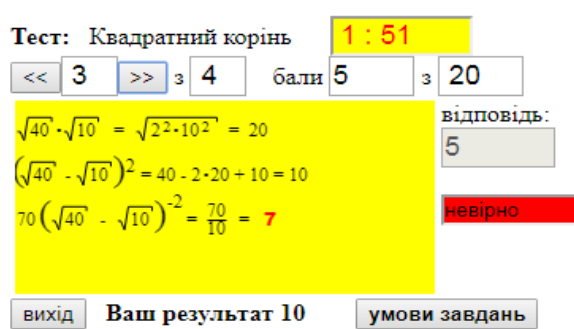 Тест: Квадратний корінь 1 : 51
<< 3 >> з 4 бали 5 з 20
√40 · √10 = √2²·10² = 20
відповідь:
5
(√40 - √10)² = 40 - 2·20 + 10 = 10
70(√40 - √10)⁻² = 70/10 = 7
невірно
вихід Ваш результат 10 умови завдань